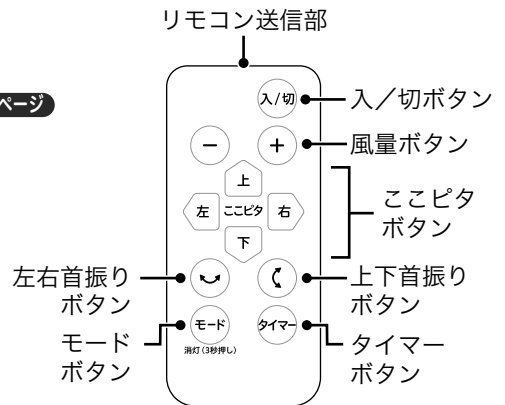 リモコン送信部
ページ
入/切
入／切ボタン
−
+
風量ボタン
上
左
ここピタ
右
下
ここピタ
ボタン
左右首振り
ボタン
上下首振り
ボタン
モード
タイマー
消灯(3秒押し)
モード
ボタン
タイマー
ボタン